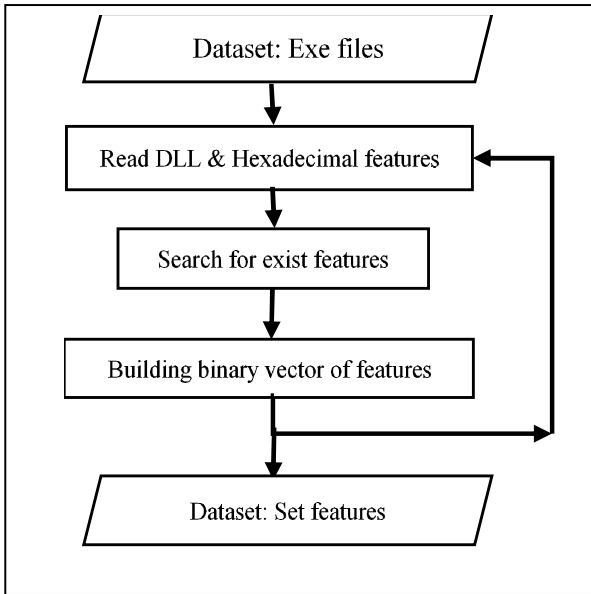 Dataset: Exe files
Read DLL & Hexadecimal features
Search for exist features
Building binary vector of features
Dataset: Set features